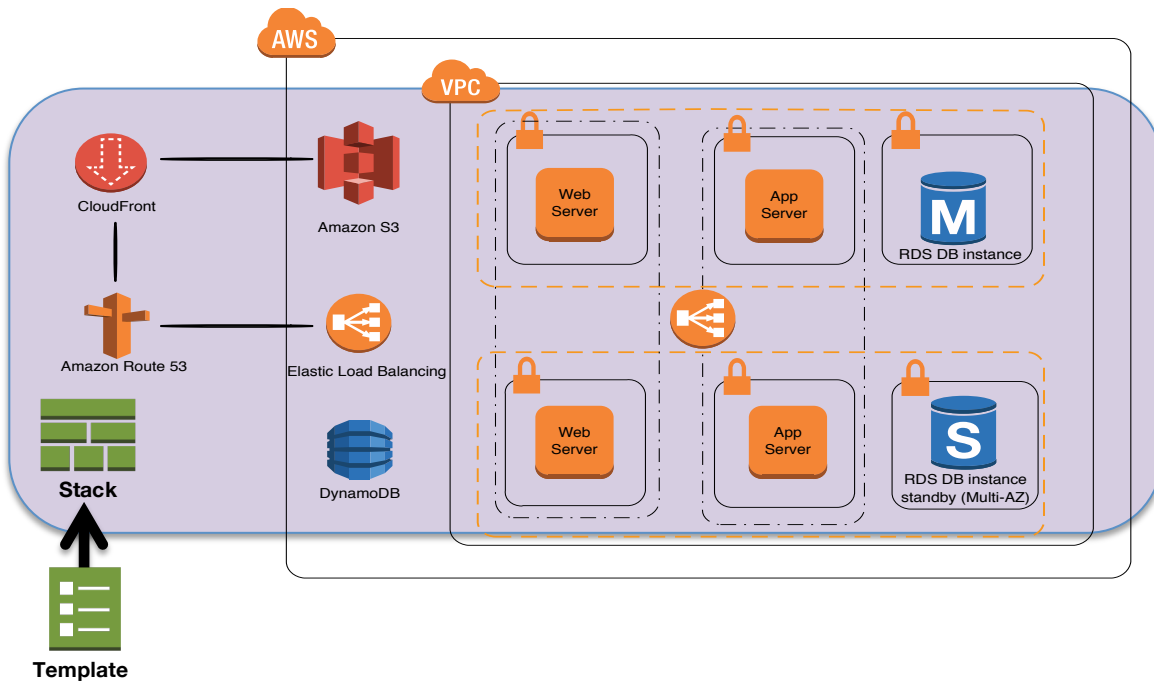 AWS
VPC
CloudFront
Amazon S3
Web
Server
App
Server
M
RDS DB instance
Amazon Route 53
Elastic Load Balancing
Stack
DynamoDB
Web
Server
App
Server
S
RDS DB instance
standby (Multi-AZ)
Template